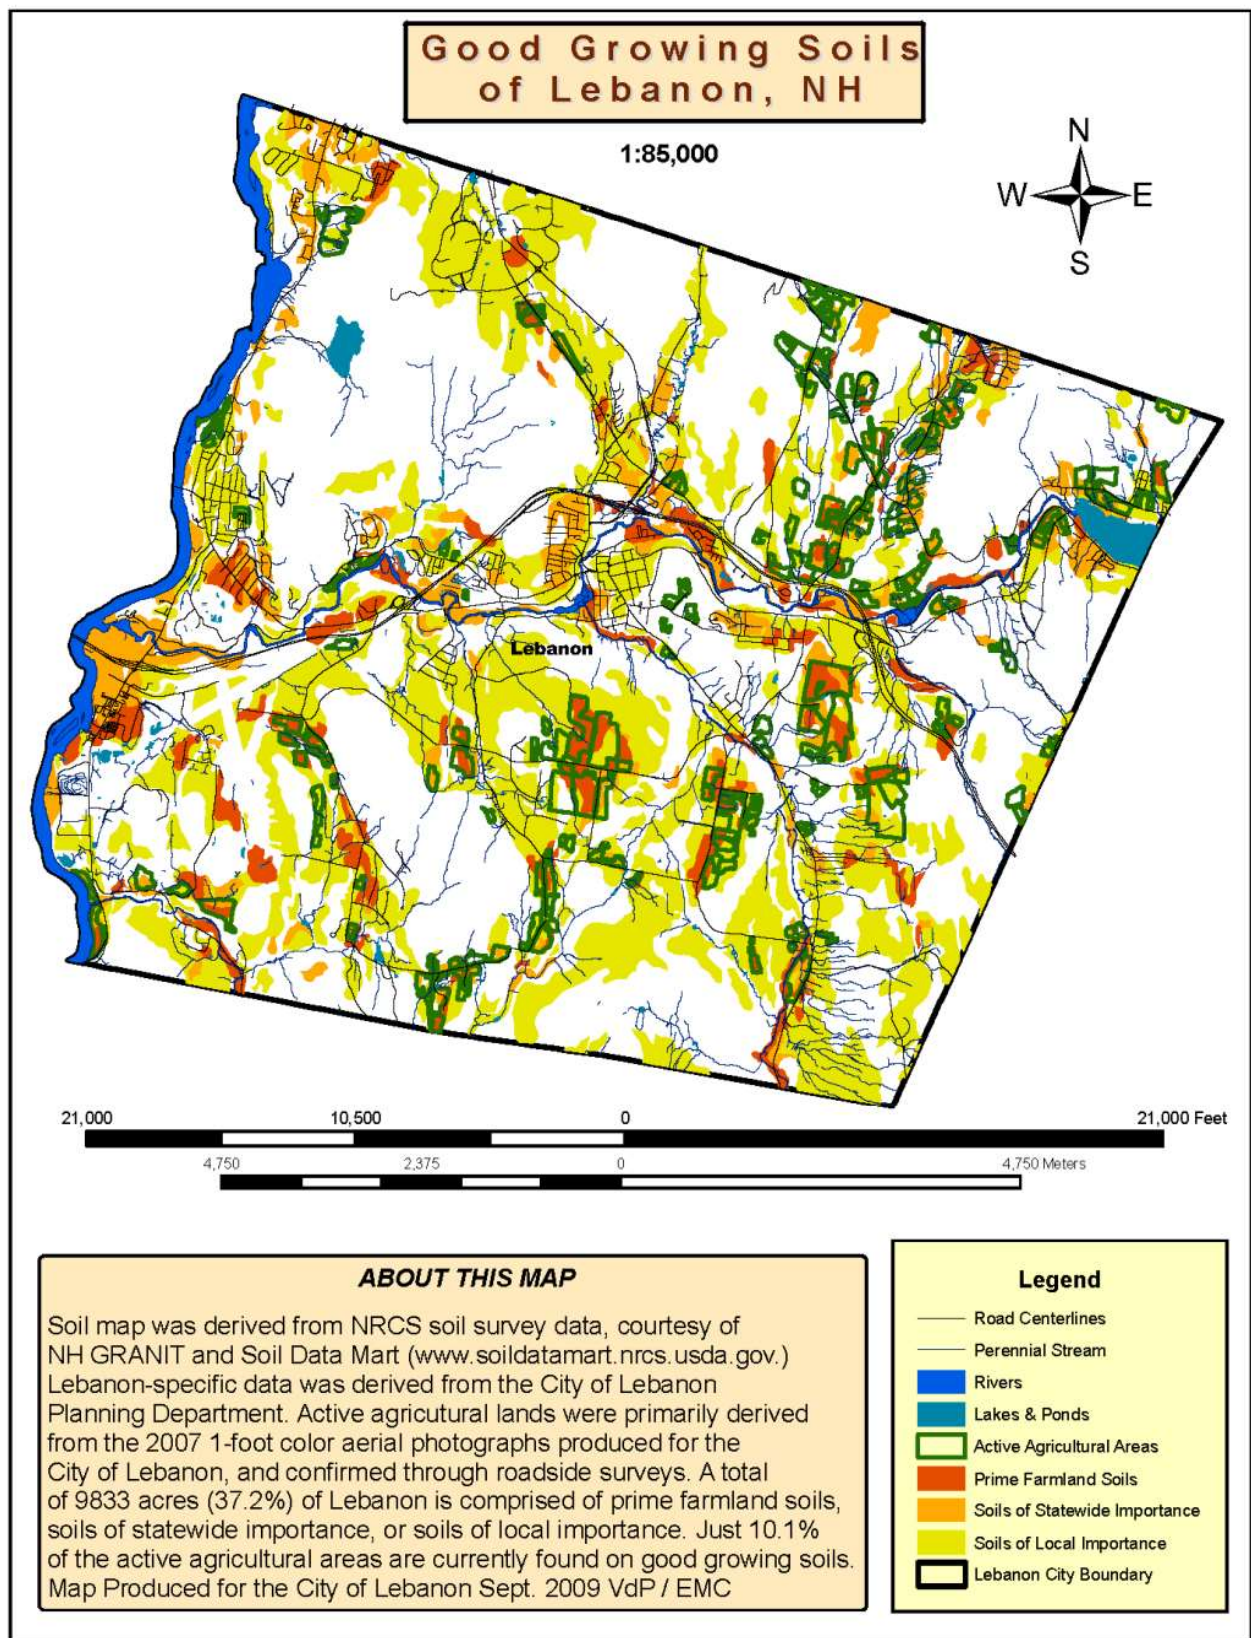 Good Growing Soils
of Lebanon, NH
1:85,000
N
W
E
S
Lebanon
21,000
10,500
0
21,000 Feet
4,750
2,375
0
4,750 Meters
ABOUT THIS MAP
Soil map was derived from NRCS soil survey data, courtesy of
NH GRANIT and Soil Data Mart (www.soildatamart.nrcs.usda.gov.)
Lebanon-specific data was derived from the City of Lebanon
Planning Department. Active agricutural lands were primarily derived
from the 2007 1-foot color aerial photographs produced for the
City of Lebanon, and confirmed through roadside surveys. A total
of 9833 acres (37.2%) of Lebanon is comprised of prime farmland soils,
soils of statewide importance, or soils of local importance. Just 10.1%
of the active agricultural areas are currently found on good growing soils.
Map Produced for the City of Lebanon Sept. 2009 VdP / EMC
Legend
Road Centerlines
Perennial Stream
Rivers
Lakes & Ponds
Active Agricultural Areas
Prime Farmland Soils
Soils of Statewide Importance
Soils of Local Importance
Lebanon City Boundary